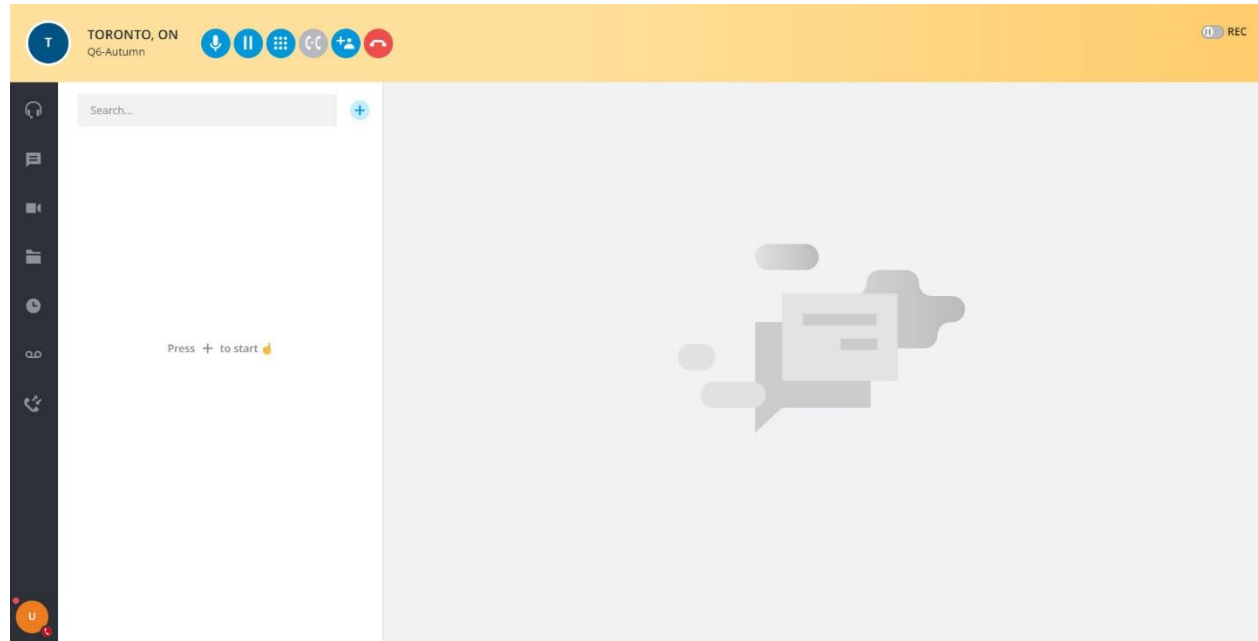 T
TORONTO, ON
Q6-Autumn
REC
Search...
Press + to start ☝
U